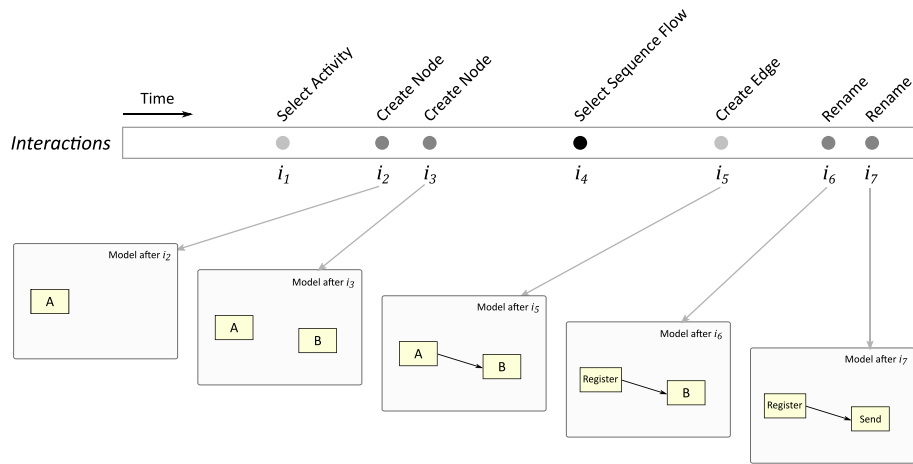 Time
Select Activity
Create Node
Create Node
Select Sequence Flow
Create Edge
Rename
Rename
Interactions
i1
i2
i3
i4
i5
i6
i7
Model after i2
A
Model after i3
A
B
Model after i5
A
B
Model after i6
Register
B
Model after i7
Register
Send